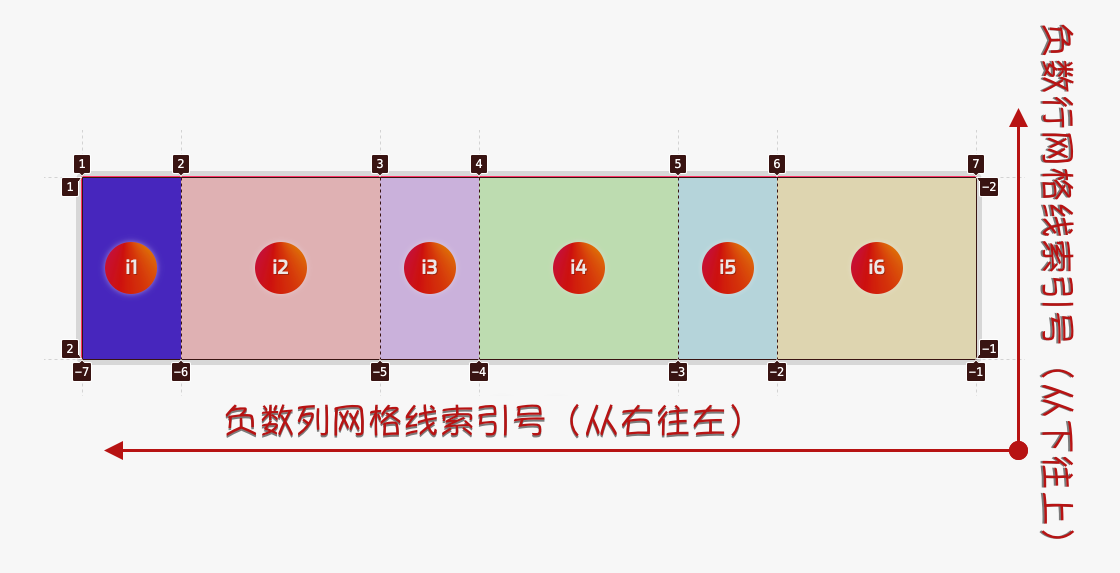 1 2 3 4 5 6 7
1 -2
i1 i2 i3 i4 i5 i6
2 -1
-7 -6 -5 -4 -3 -2 -1
负数列网格线索引号（从右往左）
负数行网格线索引号（从下往上）